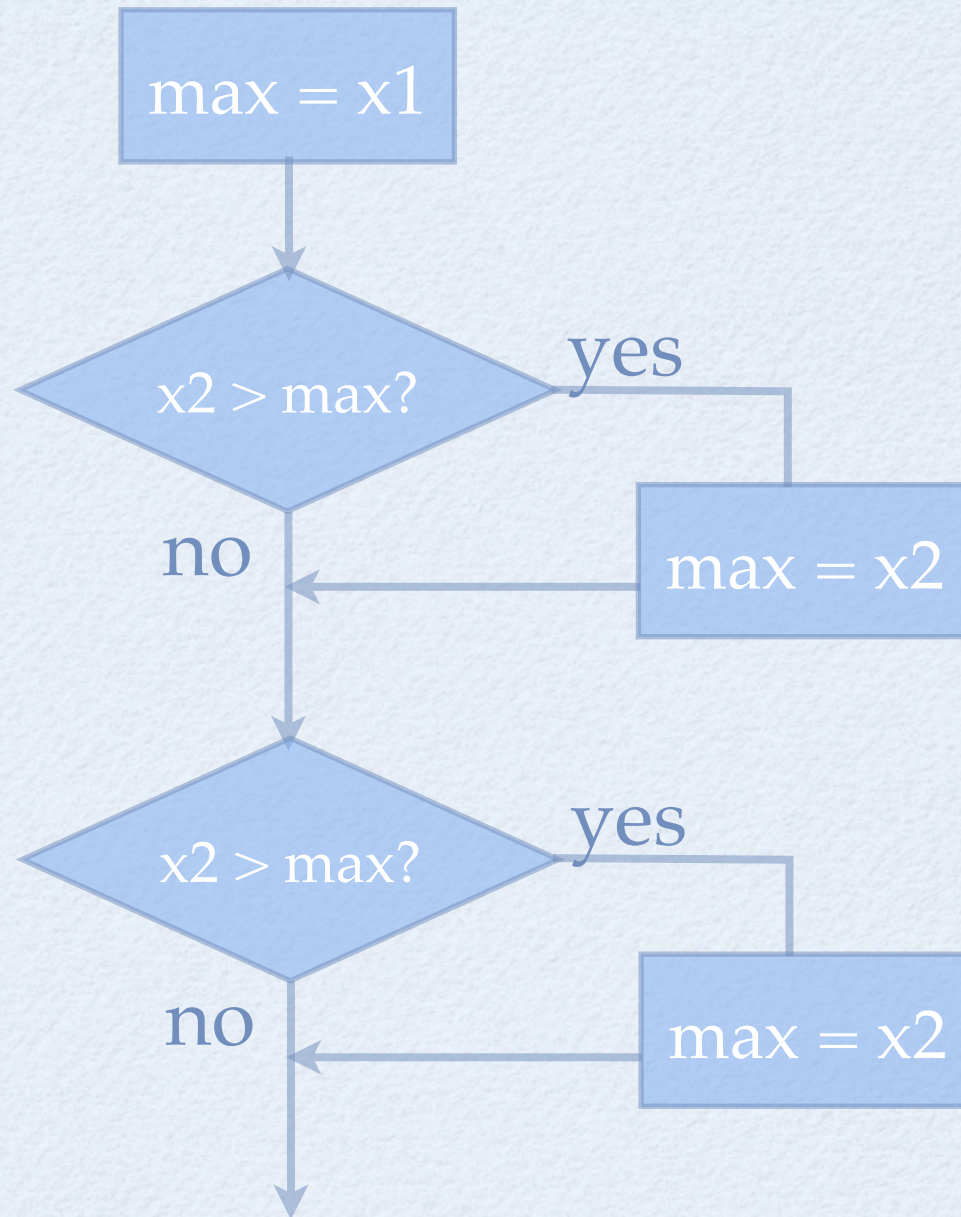 max = x1
x2 > max?
yes
no
max = x2
x2 > max?
yes
no
max = x2